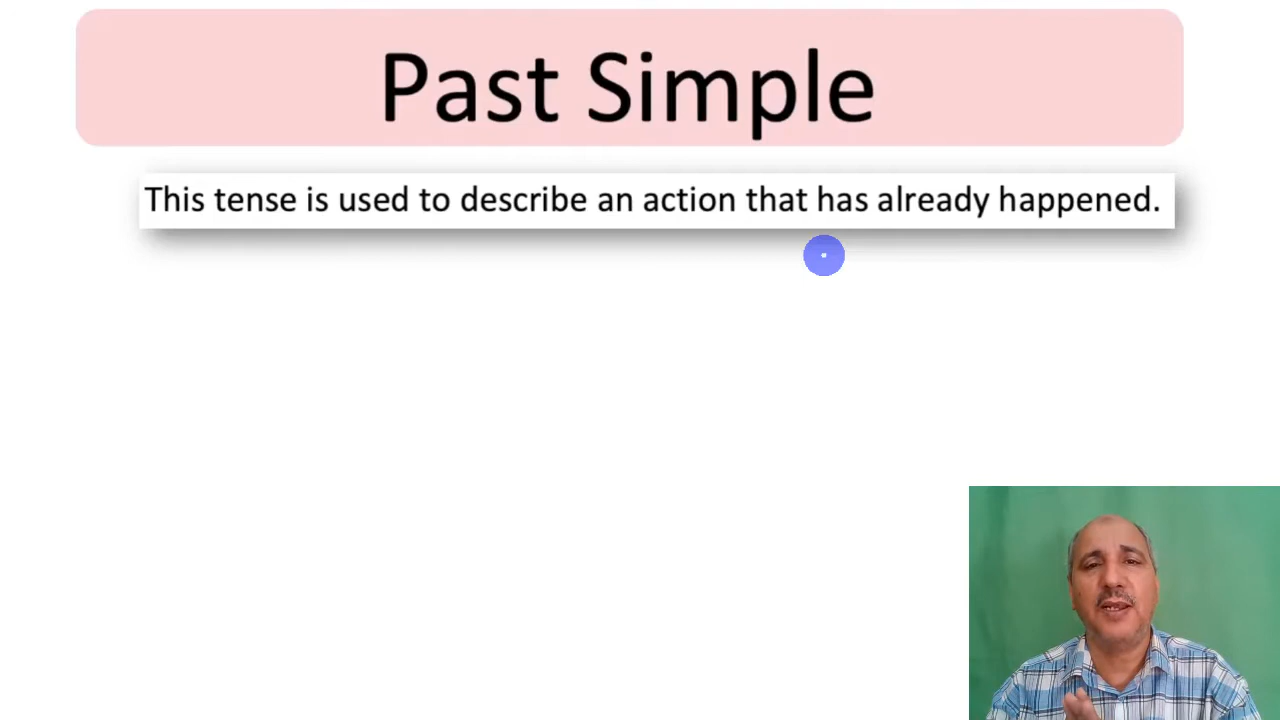 Past Simple
This tense is used to describe an action that has already happened.